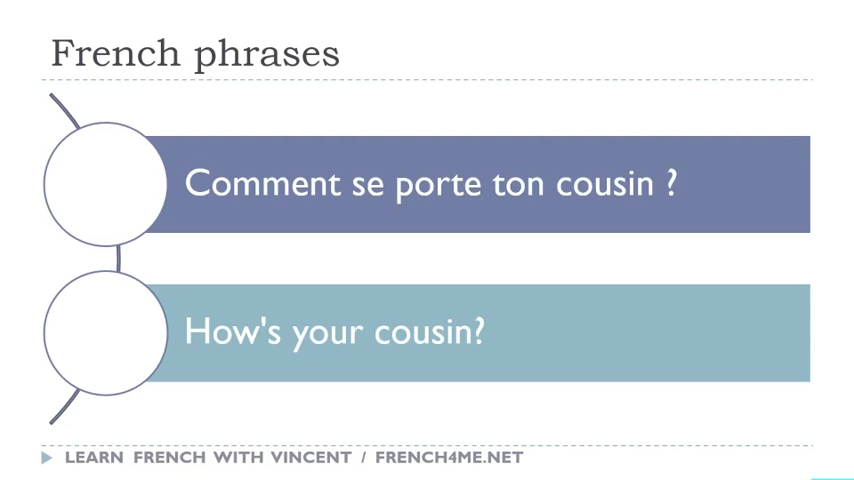 French phrases
Comment se porte ton cousin ?
How's your cousin?
LEARN FRENCH WITH VINCENT / FRENCH4ME.NET